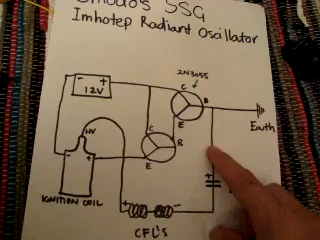 SSG
Imhotep Radiant Oscillator
2N3055
- +
12V
C
B
E
Earth
HV
C
B
E
- +
IGNITION COIL
+ -
CFL's